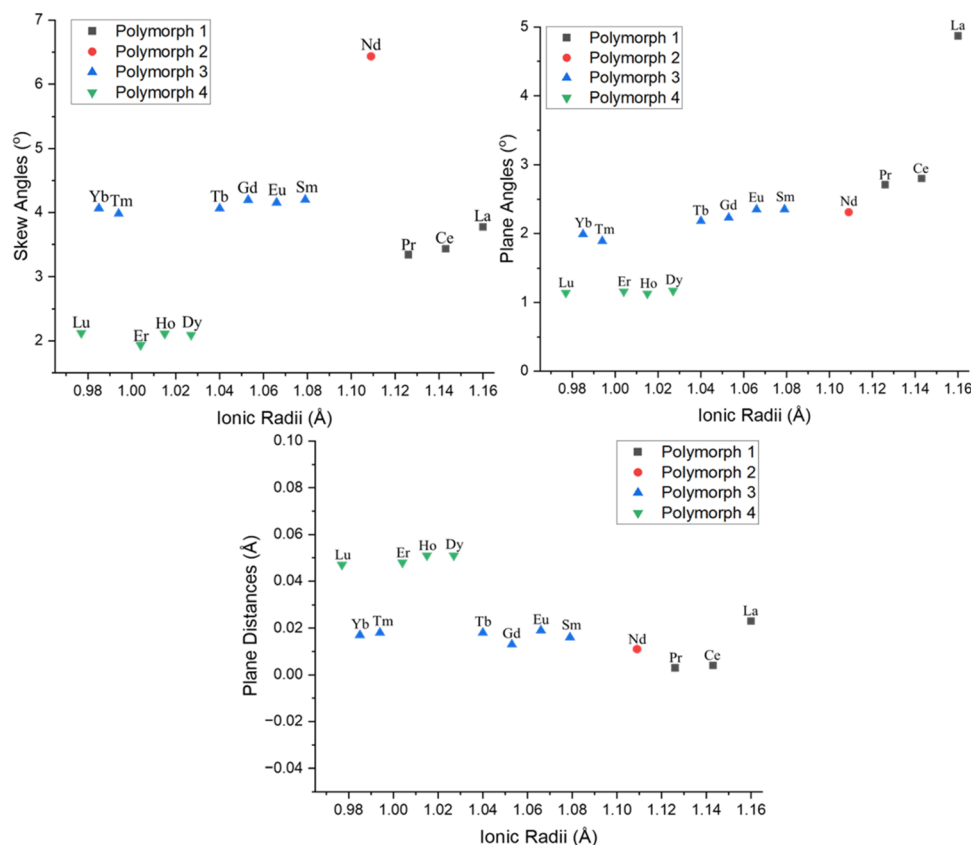 7
6
5
4
3
2
Skew Angles (°)
Polymorph 1
Polymorph 2
Polymorph 3
Polymorph 4
Nd
Yb
Tm
Tb
Gd
Eu
Sm
La
Pr
Ce
Lu
Er
Ho
Dy
0.98 1.00 1.02 1.04 1.06 1.08 1.10 1.12 1.14 1.16
Ionic Radii (Å)
5
4
3
2
1
0
Plane Angles (°)
Polymorph 1
Polymorph 2
Polymorph 3
Polymorph 4
La
Pr
Ce
Nd
Yb
Tm
Tb
Gd
Eu
Sm
Lu
Er
Ho
Dy
0.98 1.00 1.02 1.04 1.06 1.08 1.10 1.12 1.14 1.16
Ionic Radii (Å)
0.10
0.08
0.06
0.04
0.02
0.00
−0.02
−0.04
Plane Distances (Å)
Polymorph 1
Polymorph 2
Polymorph 3
Polymorph 4
Lu
Er
Ho
Dy
Yb
Tm
Tb
Gd
Eu
Sm
Nd
Pr
Ce
La
0.98 1.00 1.02 1.04 1.06 1.08 1.10 1.12 1.14 1.16
Ionic Radii (Å)